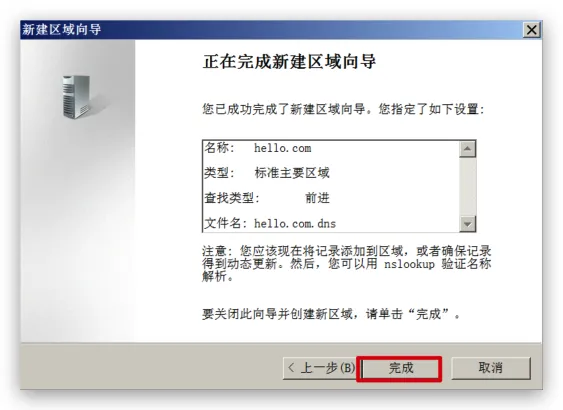 新建区域向导
正在完成新建区域向导
您已成功完成了新建区域向导。您指定了如下设置:
名称: hello.com
类型: 标准主要区域
查找类型: 前进
文件名: hello.com.dns
注意: 您应该现在将记录添加到区域，或者确保记录
得到动态更新。然后，您可以用 nslookup 验证名称
解析。
要关闭此向导并创建新区域，请单击“完成”。
< 上一步(B)
完成
取消